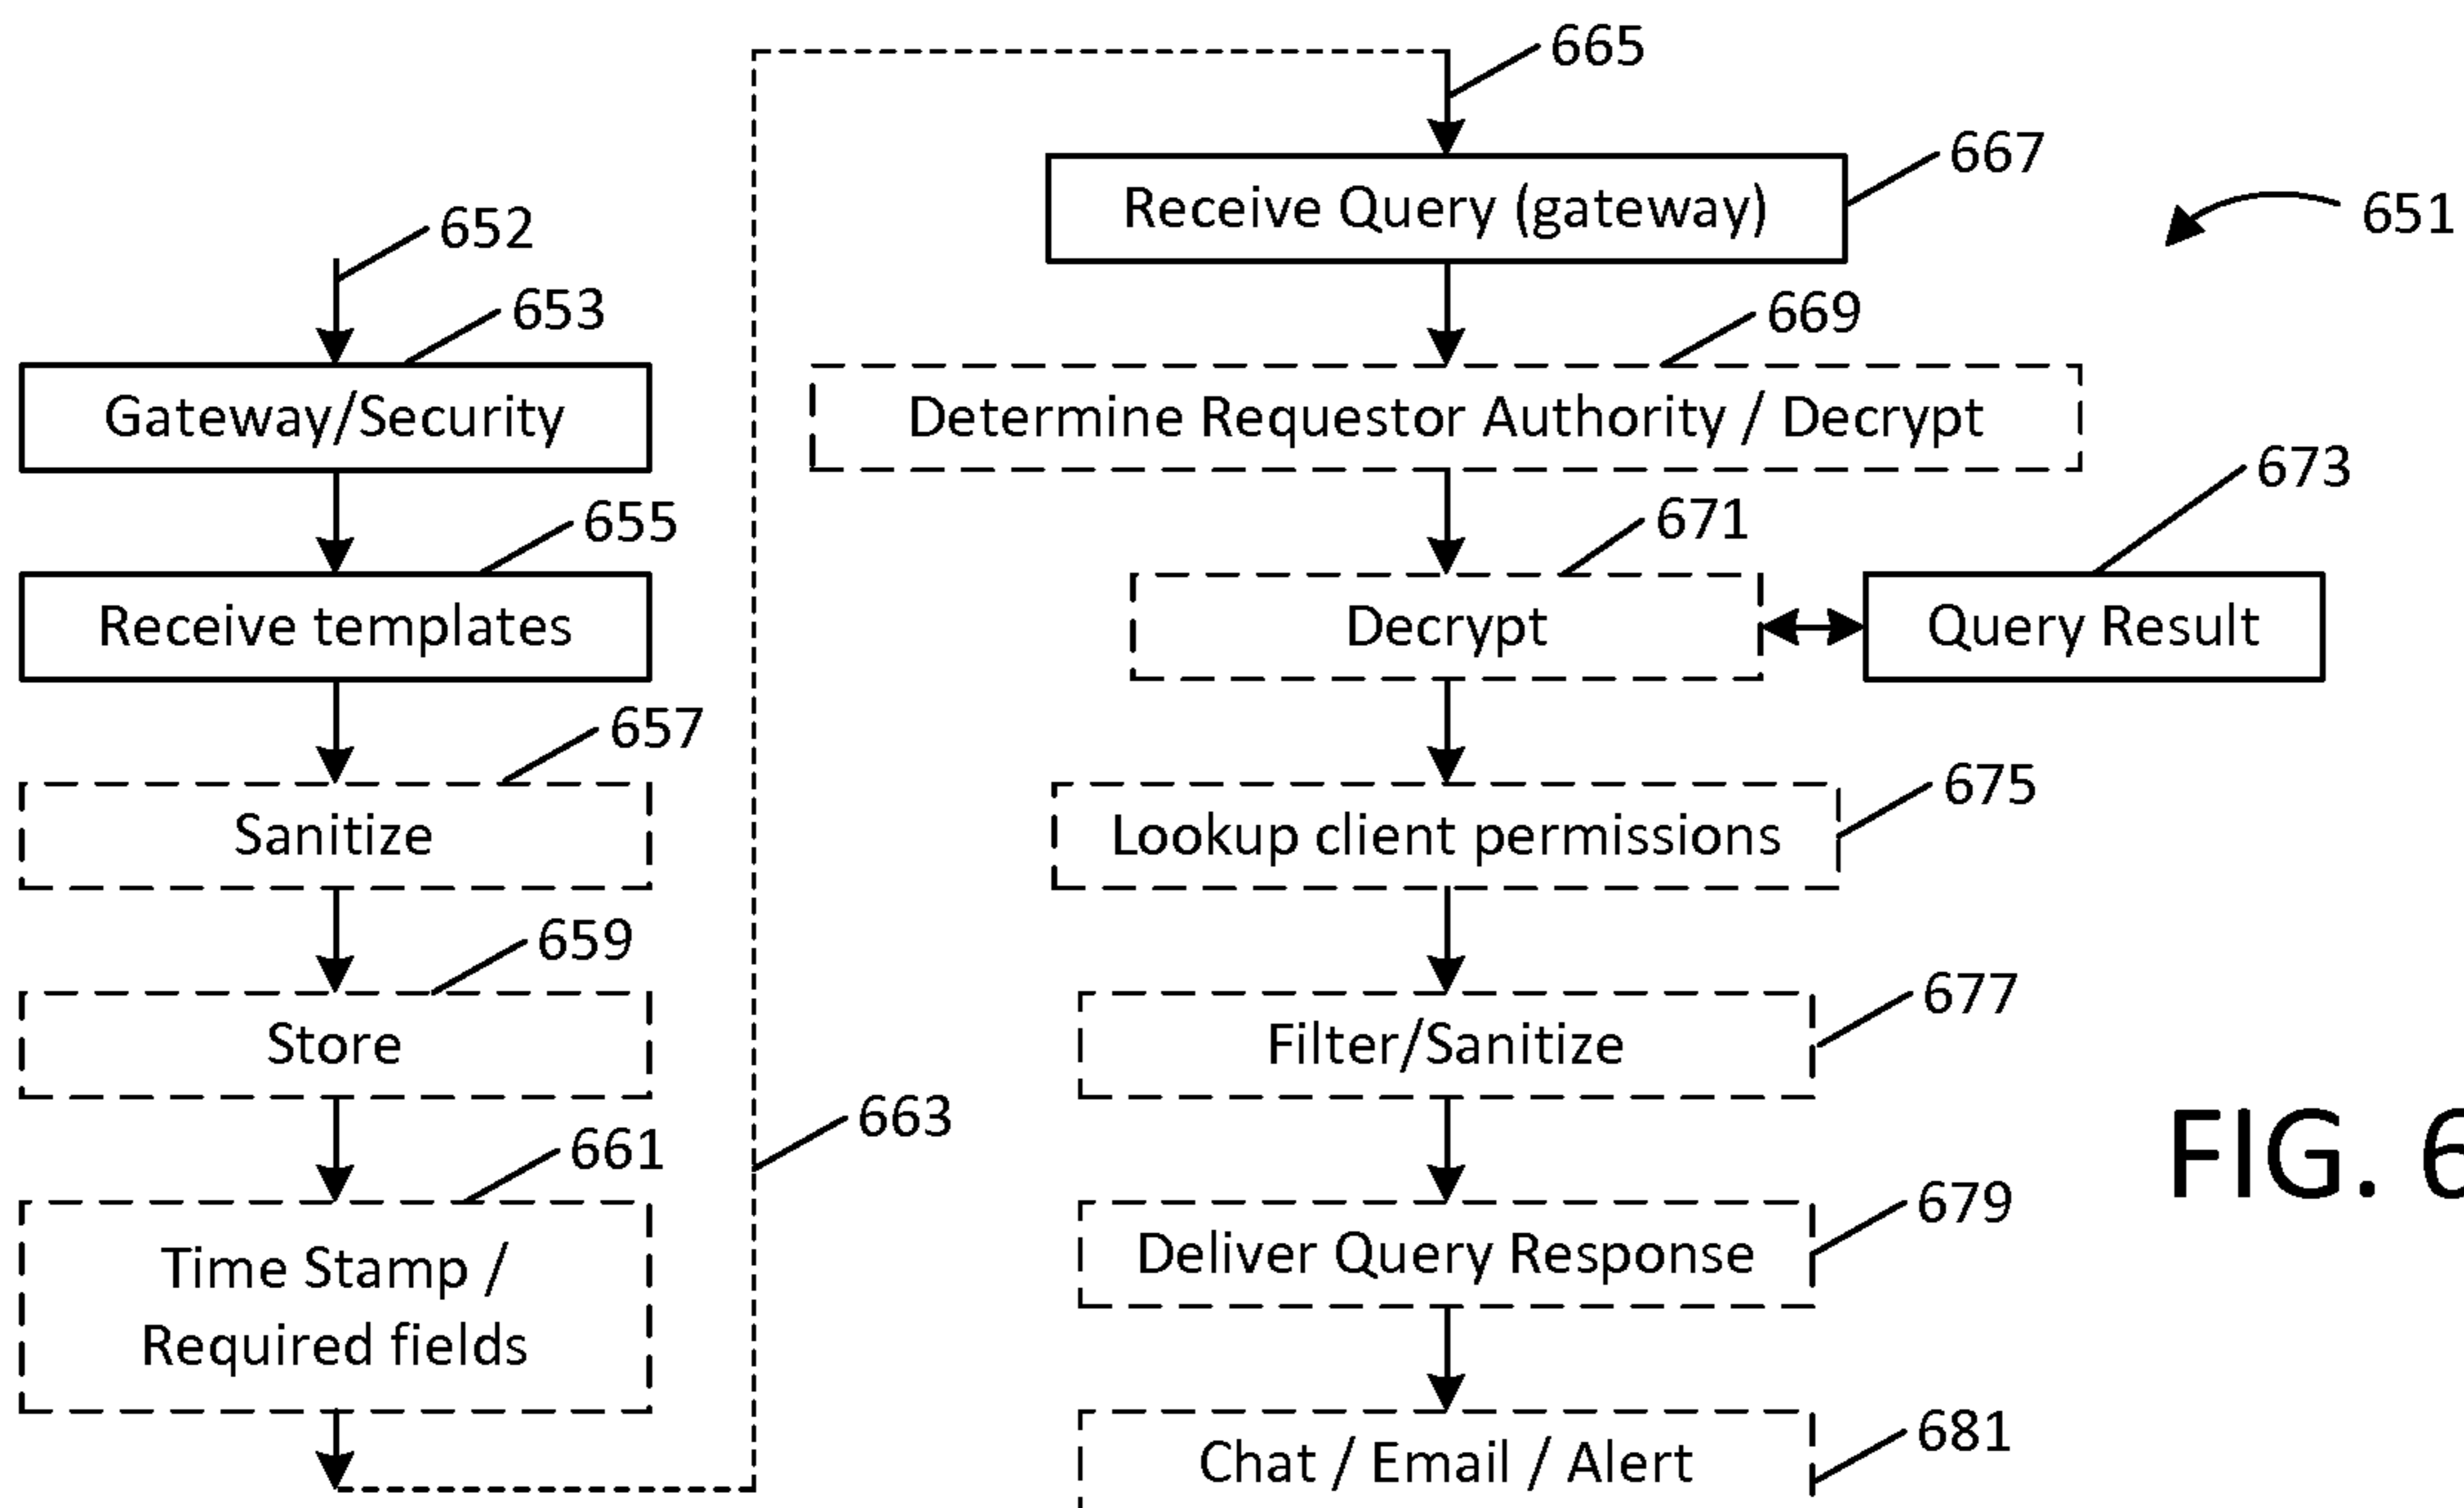 665
667
Receive Query (gateway)
651
652
653
669
Gateway/Security
Determine Requestor Authority / Decrypt
673
655
671
Receive templates
Decrypt
Query Result
657
675
Sanitize
Lookup client permissions
659
677
Store
Filter/Sanitize
663
661
679
FIG. 6
Time Stamp /
Required fields
Deliver Query Response
681
Chat / Email / Alert